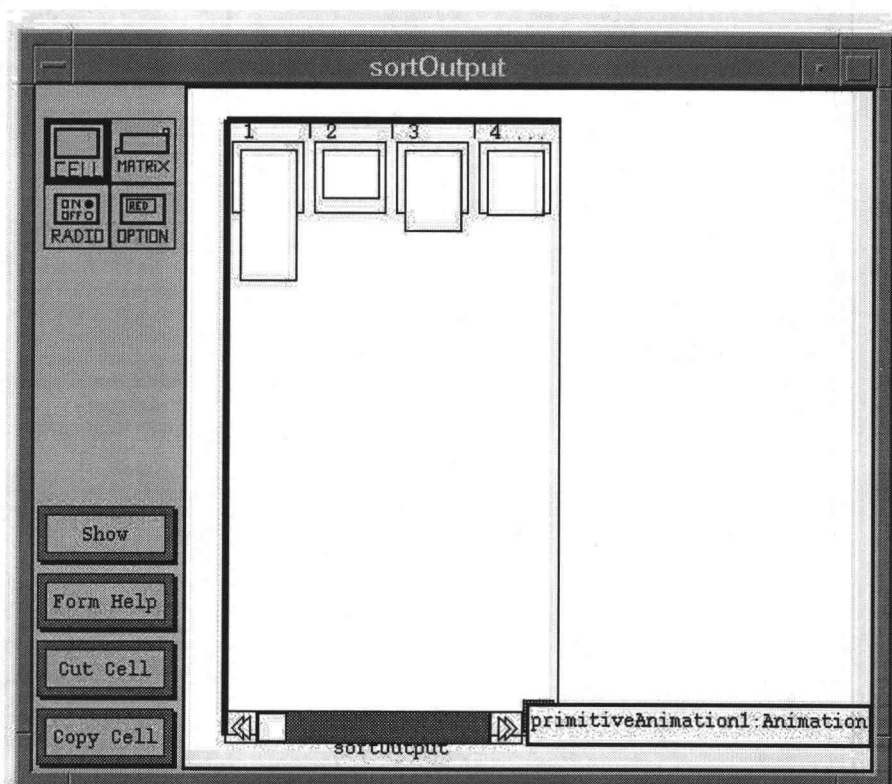 sortOutput
CELL MATRIX
ON OFF RED
RADIO OPTION
1 2 3 4 ...
Show
Form Help
Cut Cell
Copy Cell
primitiveAnimation1:Animation
sortOutput